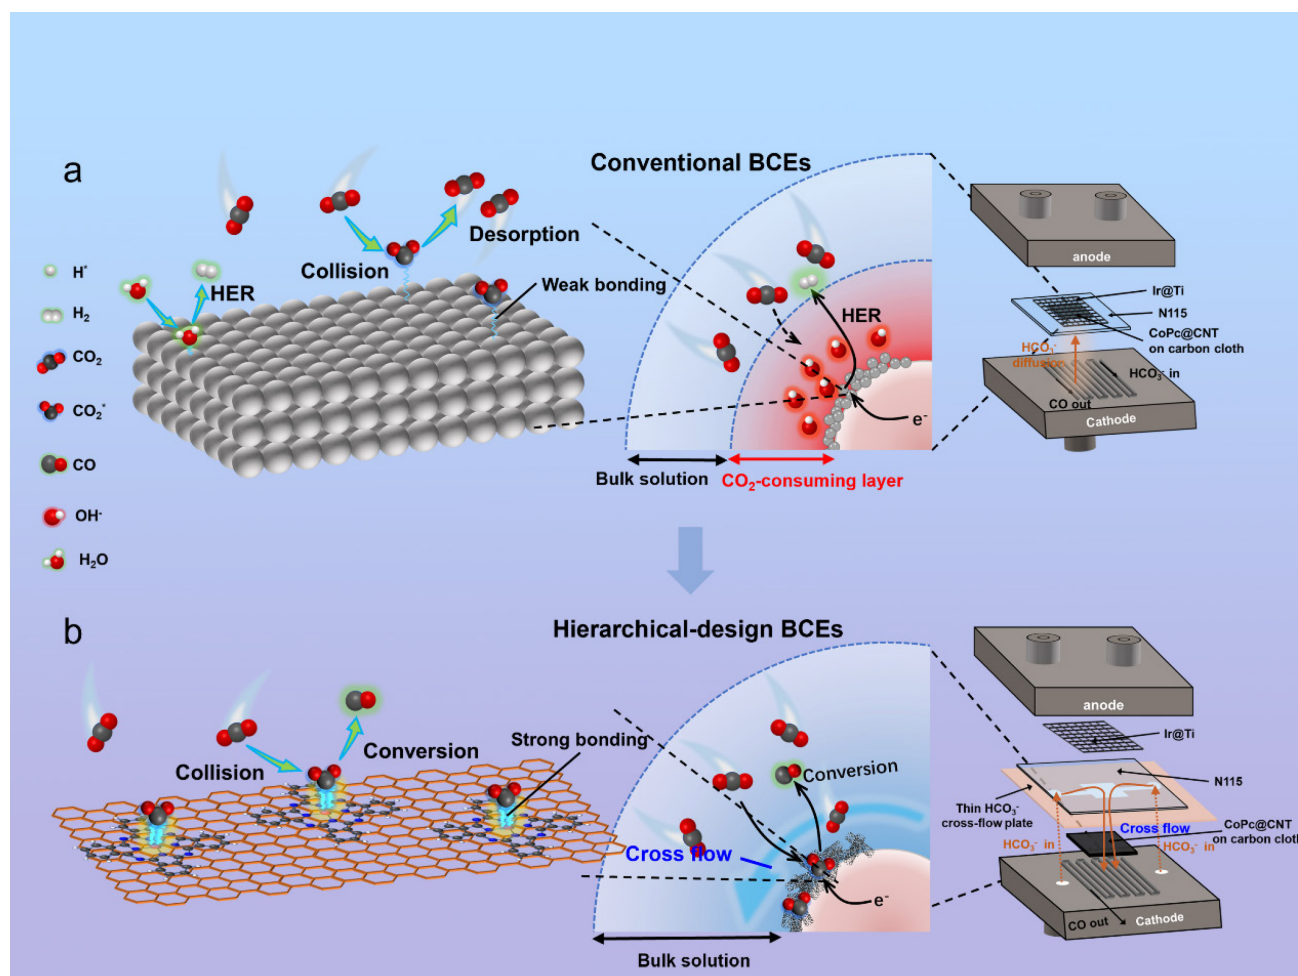 a
Conventional BCEs
Desorption
Collision
Weak bonding
HER
H*
H₂
CO₂
CO₂*
CO
OH⁻
H₂O
HER
e⁻
Bulk solution
CO₂-consuming layer
anode
Ir@Ti
N115
CoPc@CNT
on carbon cloth
HCO₃⁻
diffusion
HCO₃⁻ in
CO out
Cathode
b
Hierarchical-design BCEs
Collision
Conversion
Strong bonding
Conversion
Cross flow
e⁻
Bulk solution
anode
Ir@Ti
N115
Thin HCO₃⁻
cross-flow plate
Cross flow
CoPc@CNT
on carbon cloth
HCO₃⁻ in
HCO₃⁻ in
CO out
Cathode